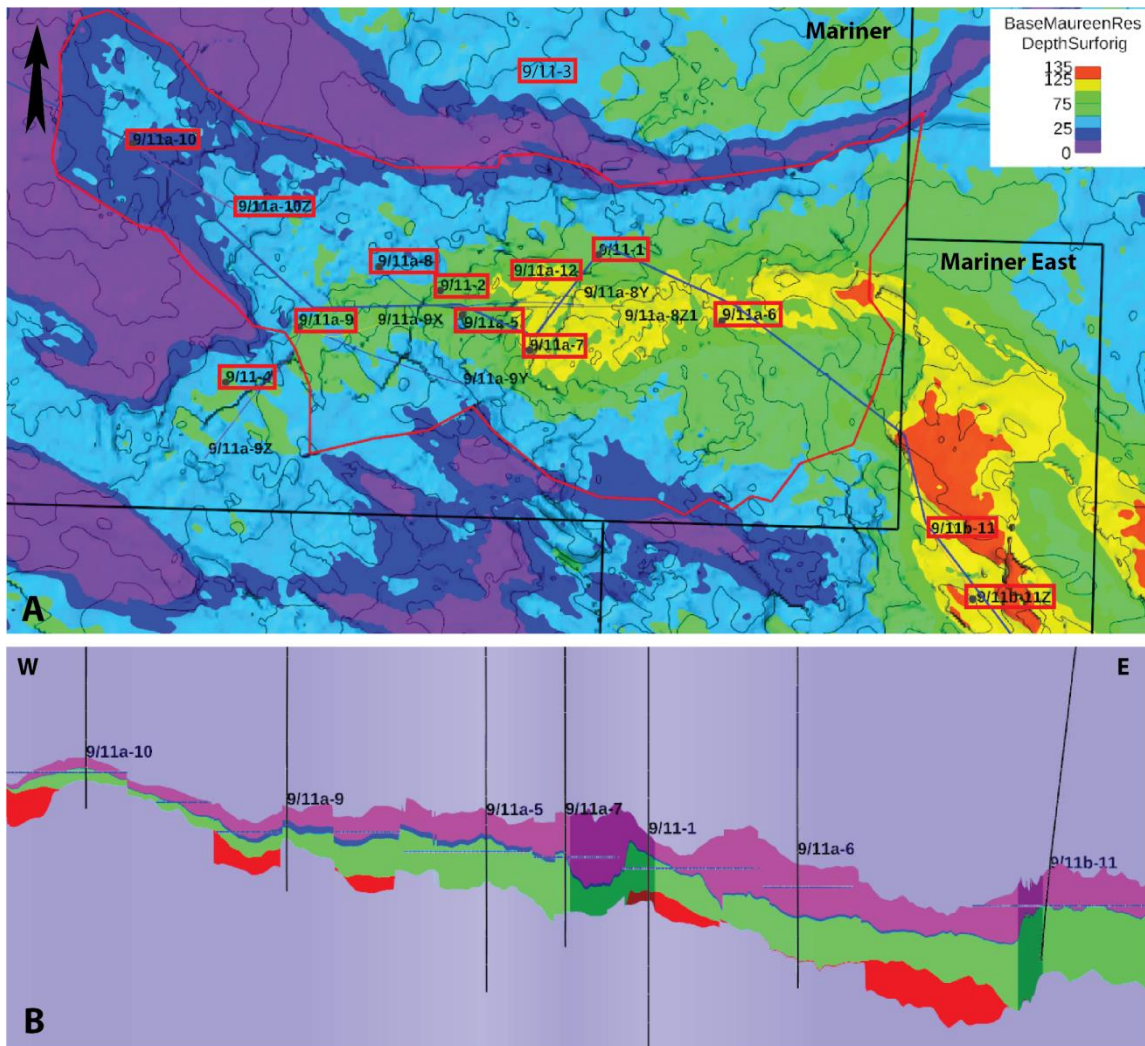 Mariner
BaseMaureenRes
DepthSurforig
135
125
75
25
0
9/11-3
9/11a-10
9/11a-10Z
9/11-1
9/11a-8
9/11a-12
Mariner East
9/11-2
9/11a-8Y
9/11a-9
9/11a-9X
9/11a-5
9/11a-8Z1
9/11a-6
9/11a-7
9/11a-9Y
9/11a-9Z
9/11b-11
9/11b-11Z
A
W
E
9/11a-10
9/11a-9
9/11a-5
9/11a-7
9/11-1
9/11a-6
9/11b-11
B